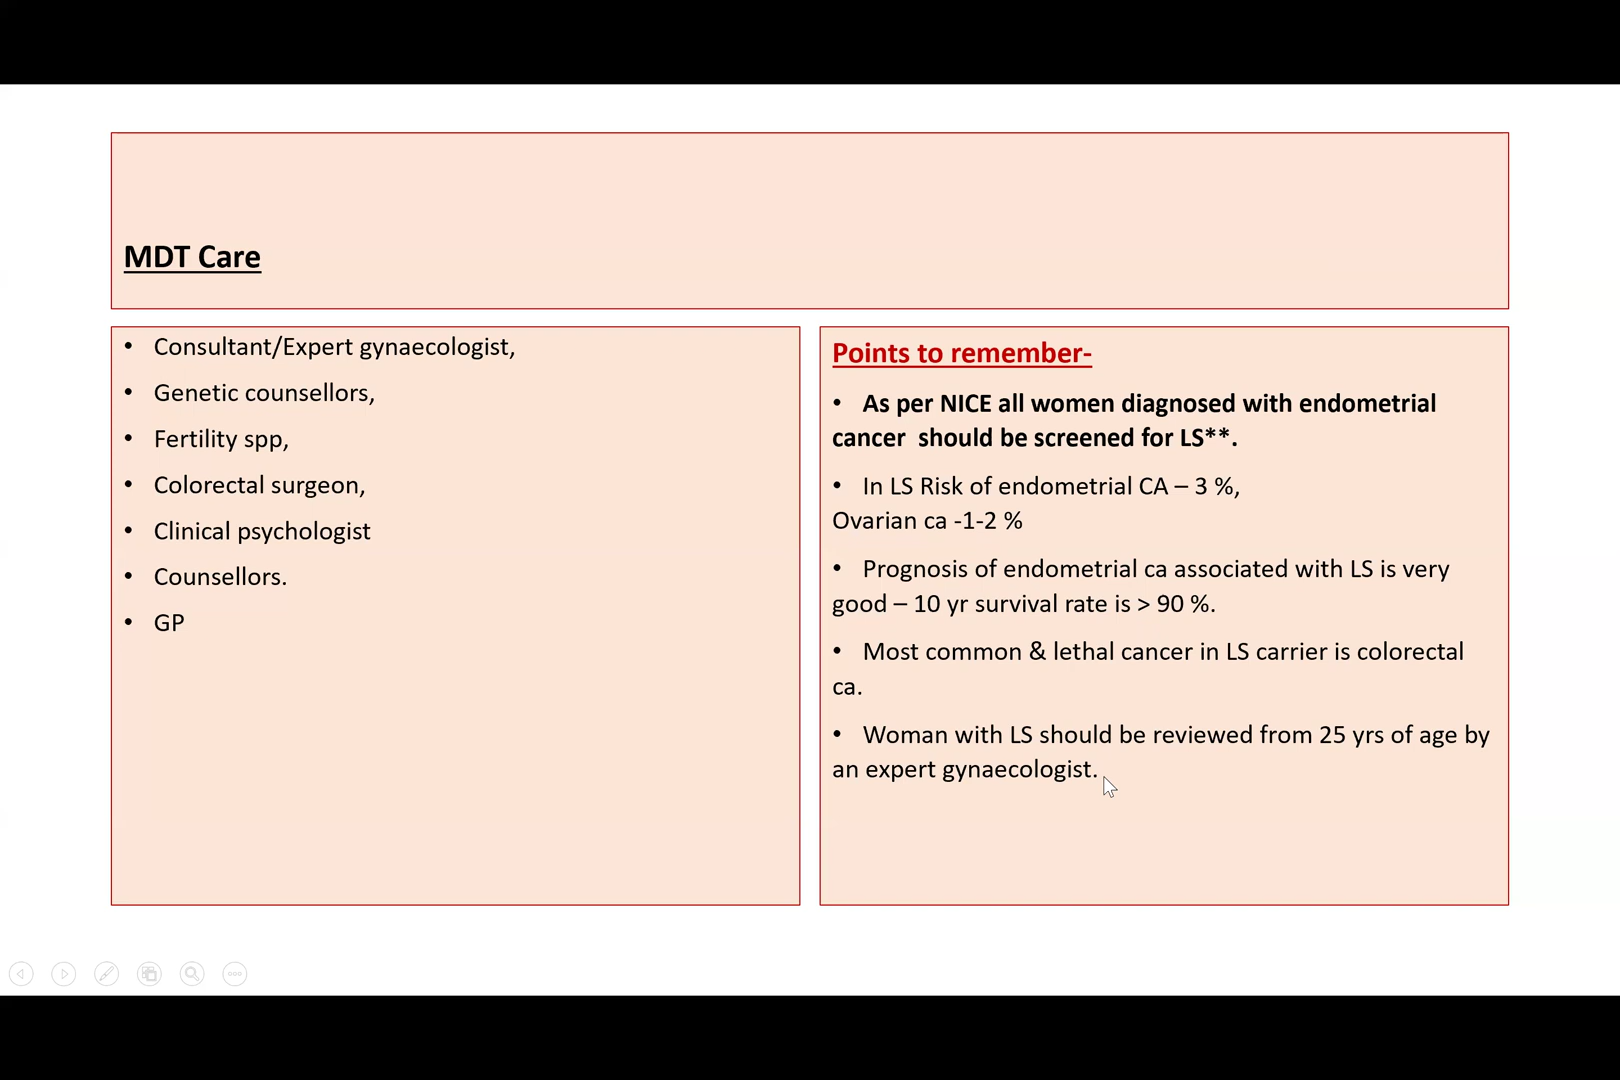 MDT Care
• Consultant/Expert gynaecologist,
• Genetic counsellors,
• Fertility spp,
• Colorectal surgeon,
• Clinical psychologist
• Counsellors.
• GP
Points to remember-
• As per NICE all women diagnosed with endometrial
cancer  should be screened for LS**.
• In LS Risk of endometrial CA – 3 %,
Ovarian ca -1-2 %
• Prognosis of endometrial ca associated with LS is very
good – 10 yr survival rate is > 90 %.
• Most common & lethal cancer in LS carrier is colorectal
ca.
• Woman with LS should be reviewed from 25 yrs of age by
an expert gynaecologist.